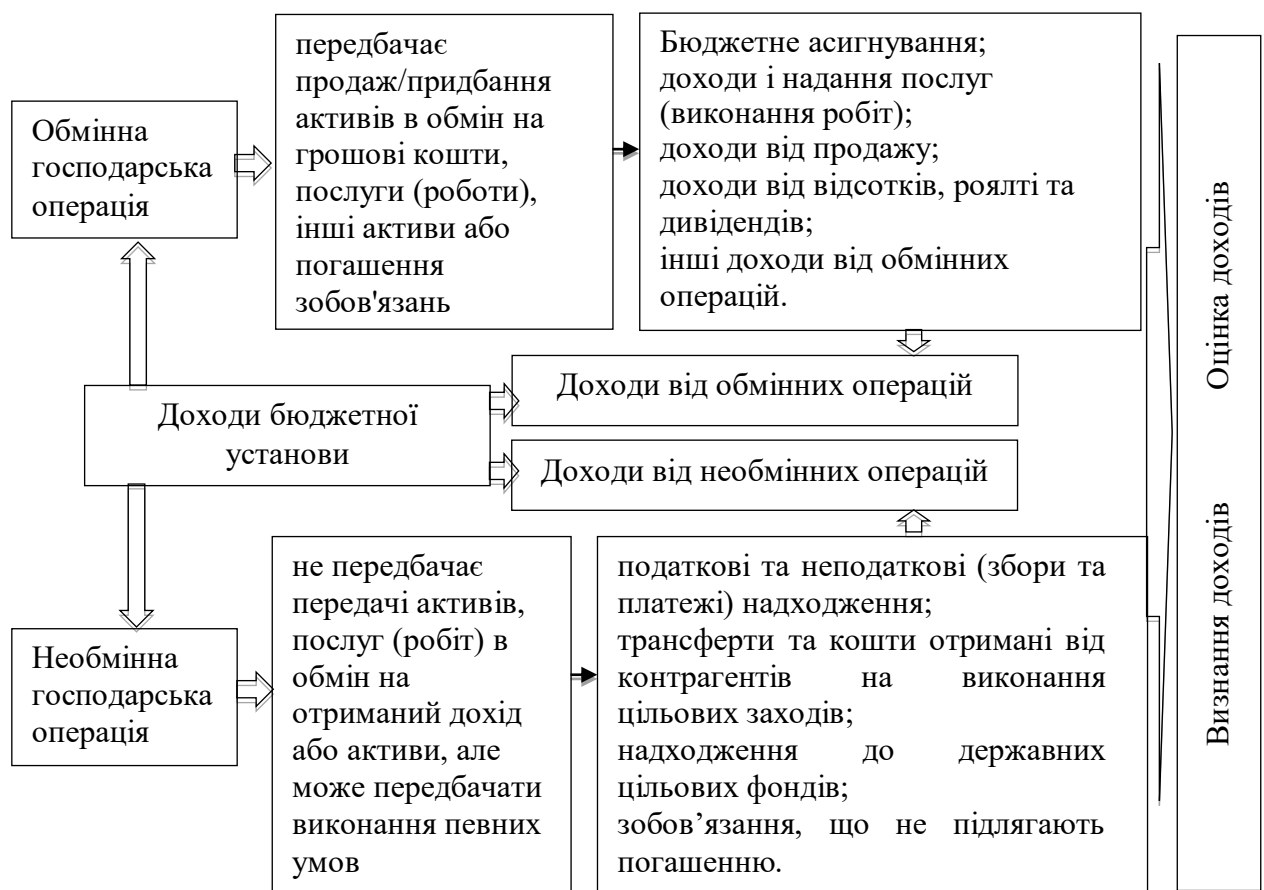 Обмінна
господарська
операція
передбачає
продаж/придбання
активів в обмін на
грошові кошти,
послуги (роботи),
інші активи або
погашення
зобов'язань
Бюджетне асигнування;
доходи і надання послуг
(виконання робіт);
доходи від продажу;
доходи від відсотків, роялті та
дивідендів;
інші доходи від обмінних
операцій.
Доходи бюджетної
установи
Доходи від обмінних операцій
Доходи від необмінних операцій
Необмінна
господарська
операція
не передбачає
передачі активів,
послуг (робіт) в
обмін на
отриманий дохід
або активи, але
може передбачати
виконання певних
умов
податкові та неподаткові (збори та
платежі) надходження;
трансферти та кошти отримані від
контрагентів на виконання
цільових заходів;
надходження до державних
цільових фондів;
зобов’язання, що не підлягають
погашенню.
Визнання доходів Оцінка доходів